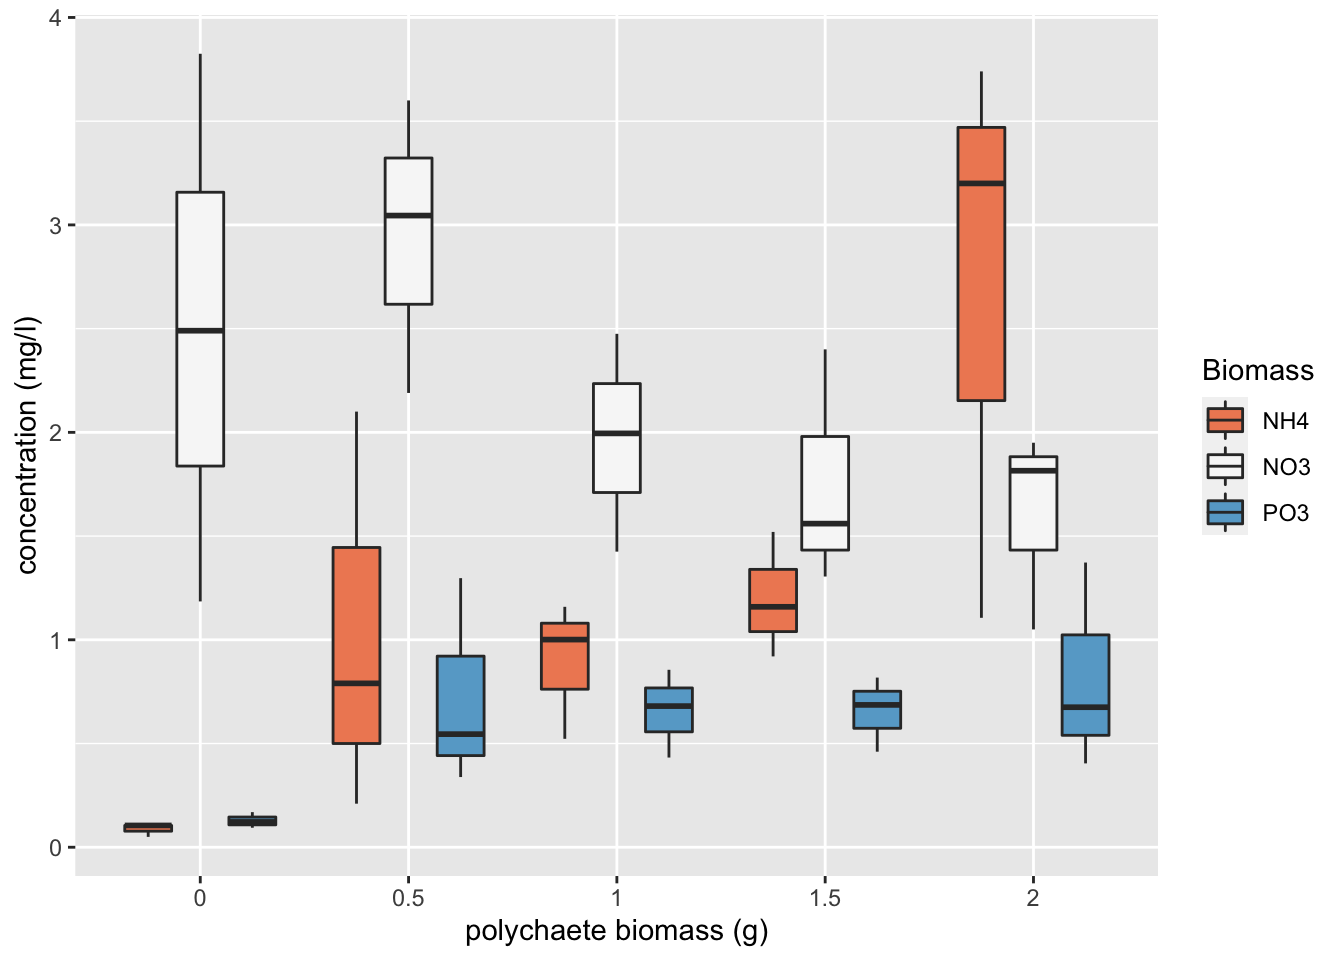 4
3
2
1
0
concentration (mg/l)
0 0.5 1 1.5 2
polychaete biomass (g)
Biomass
NH4
NO3
PO3